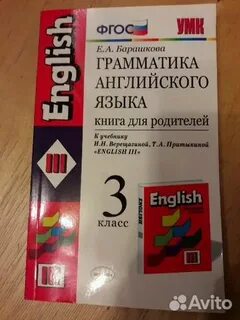 ФГОС
УМК
Е.А. Барашкова
ГРАММАТИКА
АНГЛИЙСКОГО
ЯЗЫКА
книга для родителей
К учебнику
И.Н. Верещагиной, Т.А. Притыкиной
«ENGLISH III»
3
класс
English
III
English
III
Avito